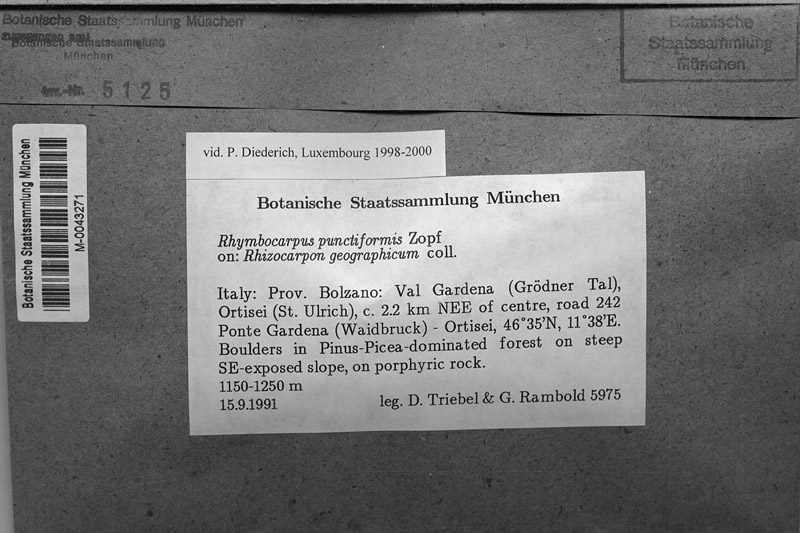 Botanische Staatssammlung München
Botanische Staatssammlung
München
5125
Botanische
Staatssammlung
München
Botanische Staatssammlung München
M-0043271
vid. P. Diederich, Luxembourg 1998-2000
Botanische Staatssammlung München
Rhymbocarpus punctiformis Zopf
on: Rhizocarpon geographicum coll.
Italy: Prov. Bolzano: Val Gardena (Grödner Tal),
Ortisei (St. Ulrich), c. 2.2 km NEE of centre, road 242
Ponte Gardena (Waidbruck) - Ortisei, 46°35'N, 11°38'E.
Boulders in Pinus-Picea-dominated forest on steep
SE-exposed slope, on porphyric rock.
1150-1250 m
15.9.1991 leg. D. Triebel & G. Rambold 5975